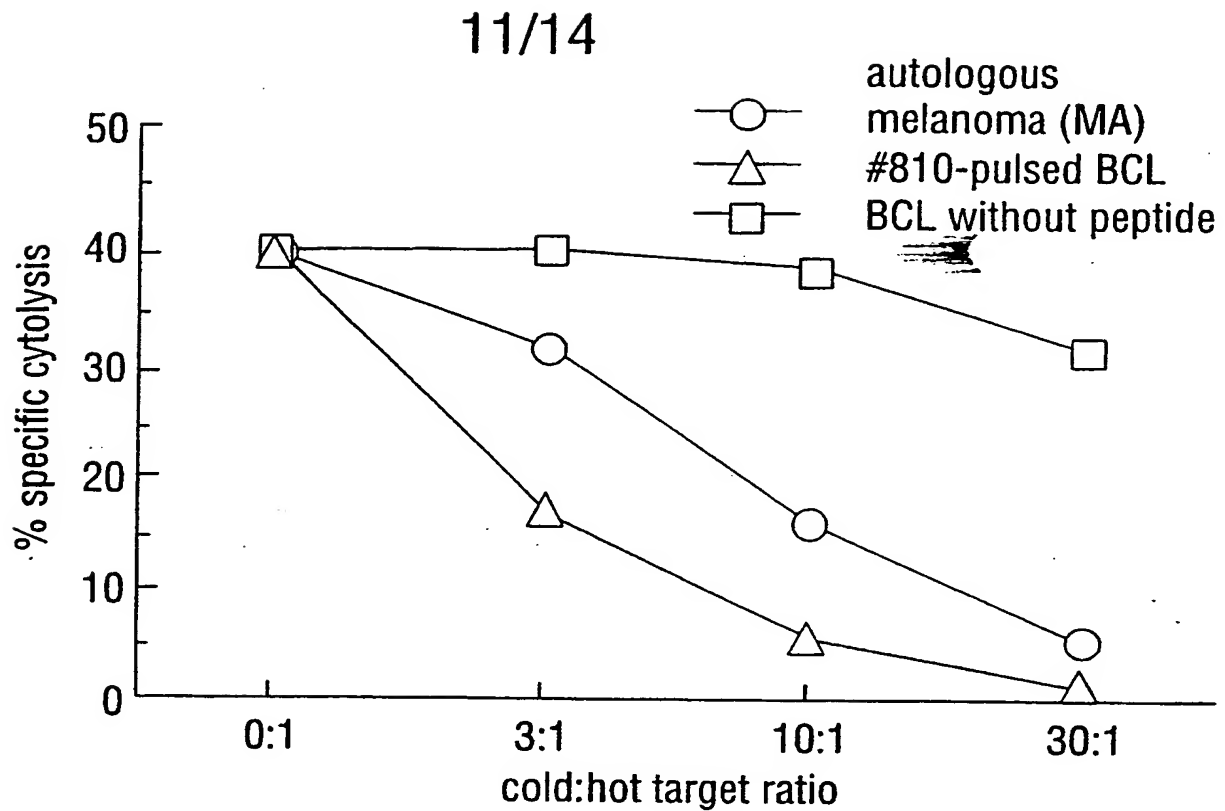 11/14
autologous
melanoma (MA)
#810-pulsed BCL
BCL without peptide
50
40
30
20
10
0
% specific cytolysis
0:1 3:1 10:1 30:1
cold:hot target ratio